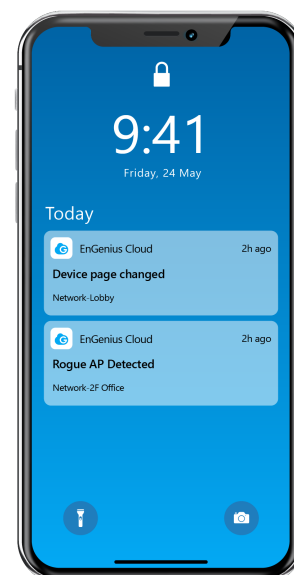 9:41
Friday, 24 May
Today
EnGenius Cloud 2h ago
Device page changed
Network-Lobby
EnGenius Cloud 2h ago
Rogue AP Detected
Network-2F Office